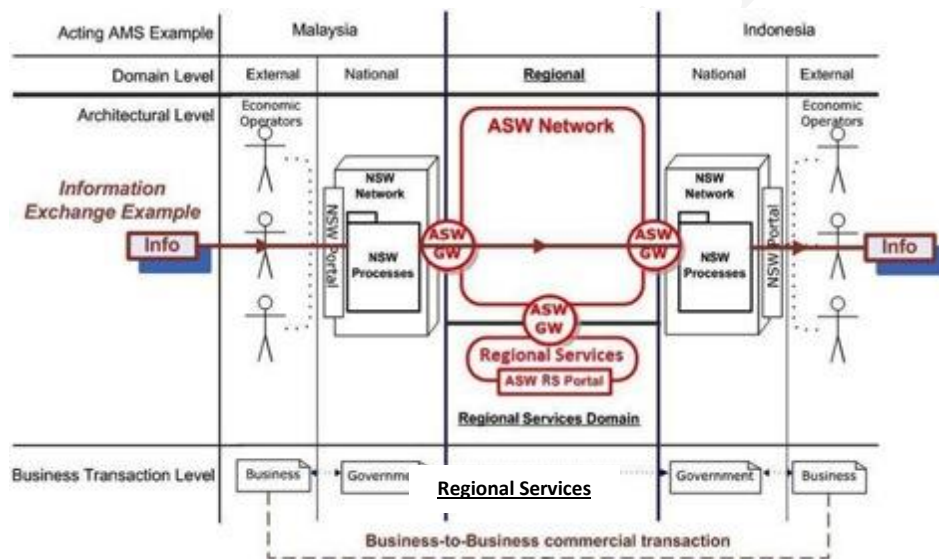 Acting AMS Example
Malaysia
Indonesia
Domain Level
External
National
Regional
National
External
Architectural Level
Economic
Operators
ASW Network
Economic
Operators
Information
Exchange Example
Info
NSW Portal
NSW
Network
NSW
Processes
ASW
GW
ASW
GW
NSW
Network
NSW
Processes
NSW Portal
Info
ASW
GW
Regional Services
ASW RS Portal
Regional Services Domain
Business Transaction Level
Business
Governme
Regional Services
Government
Business
Business-to-Business commercial transaction